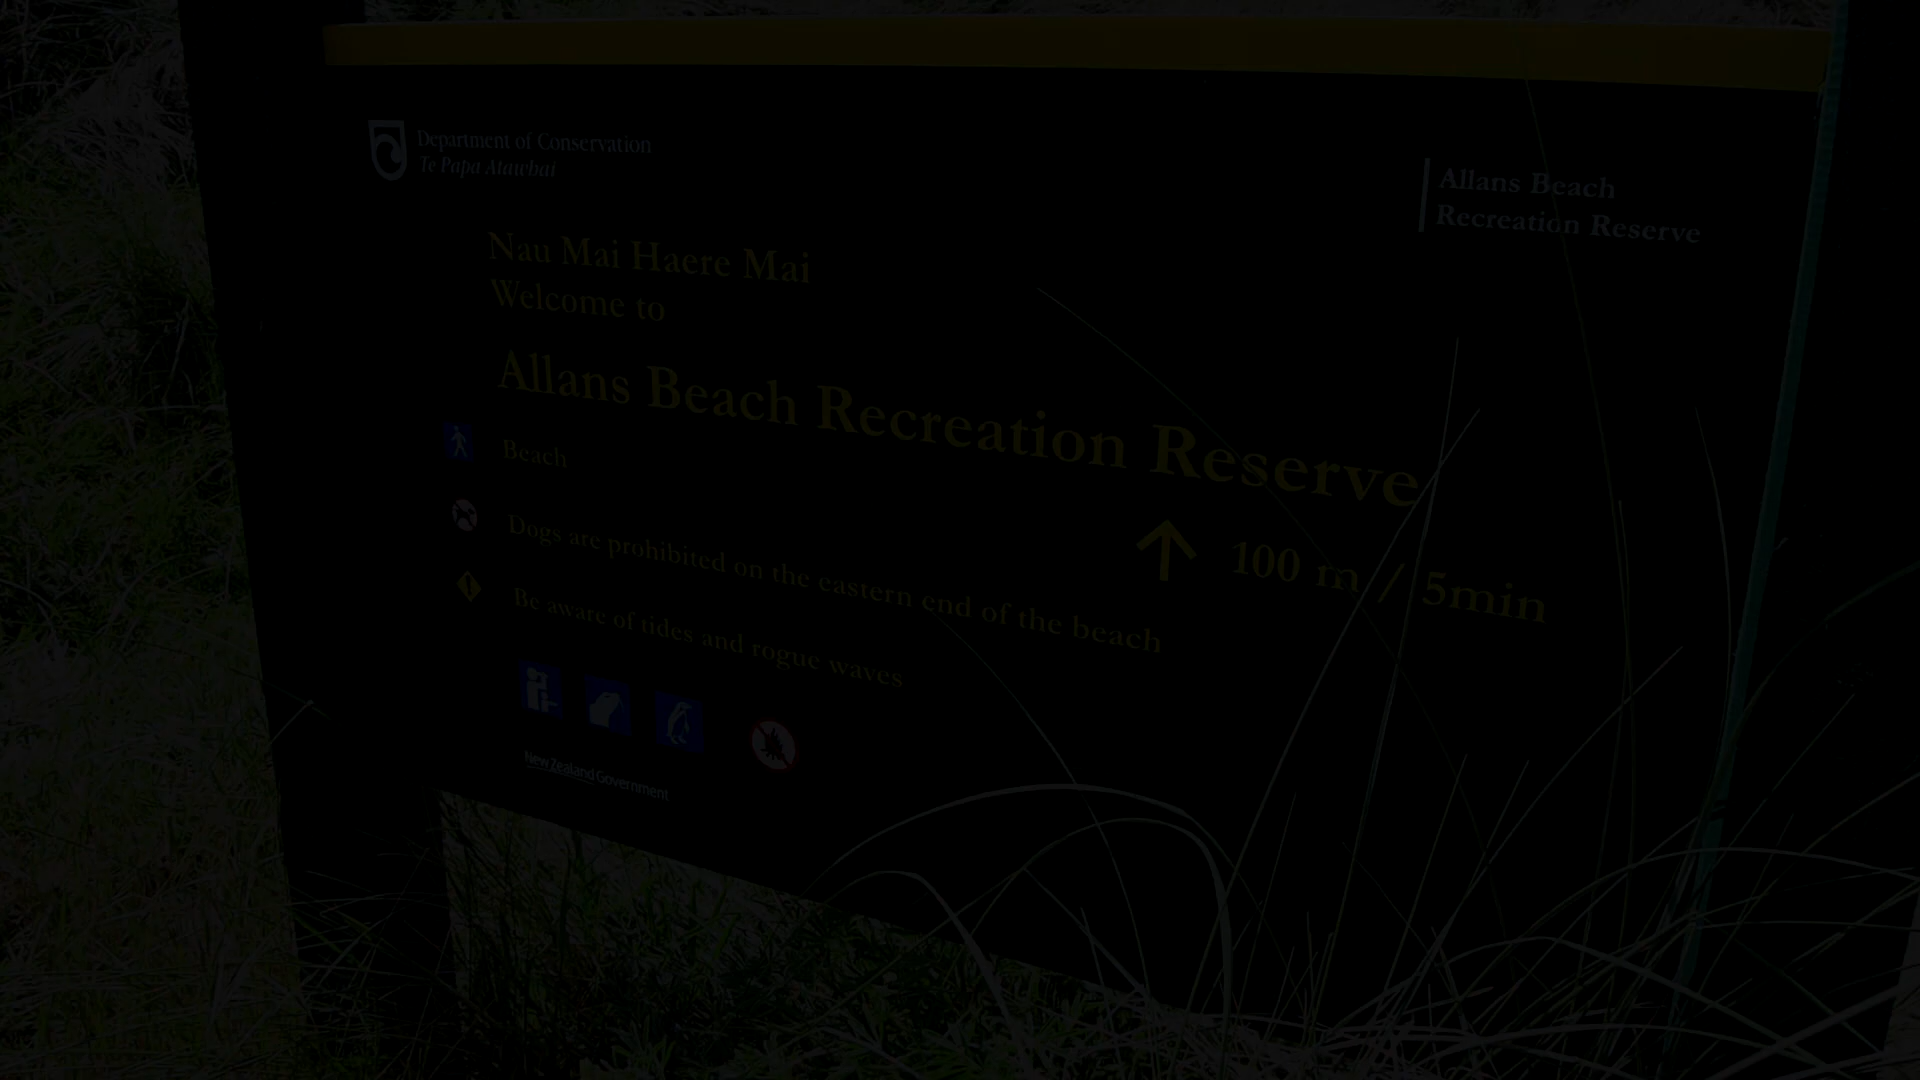 Department of Conservation
Te Papa Atawhai
Allans Beach
Recreation Reserve
Nau Mai Haere Mai
Welcome to
Allans Beach Recreation Reserve
Beach
100 m / 5min
Dogs are prohibited on the eastern end of the beach
Be aware of tides and rogue waves
New Zealand Government